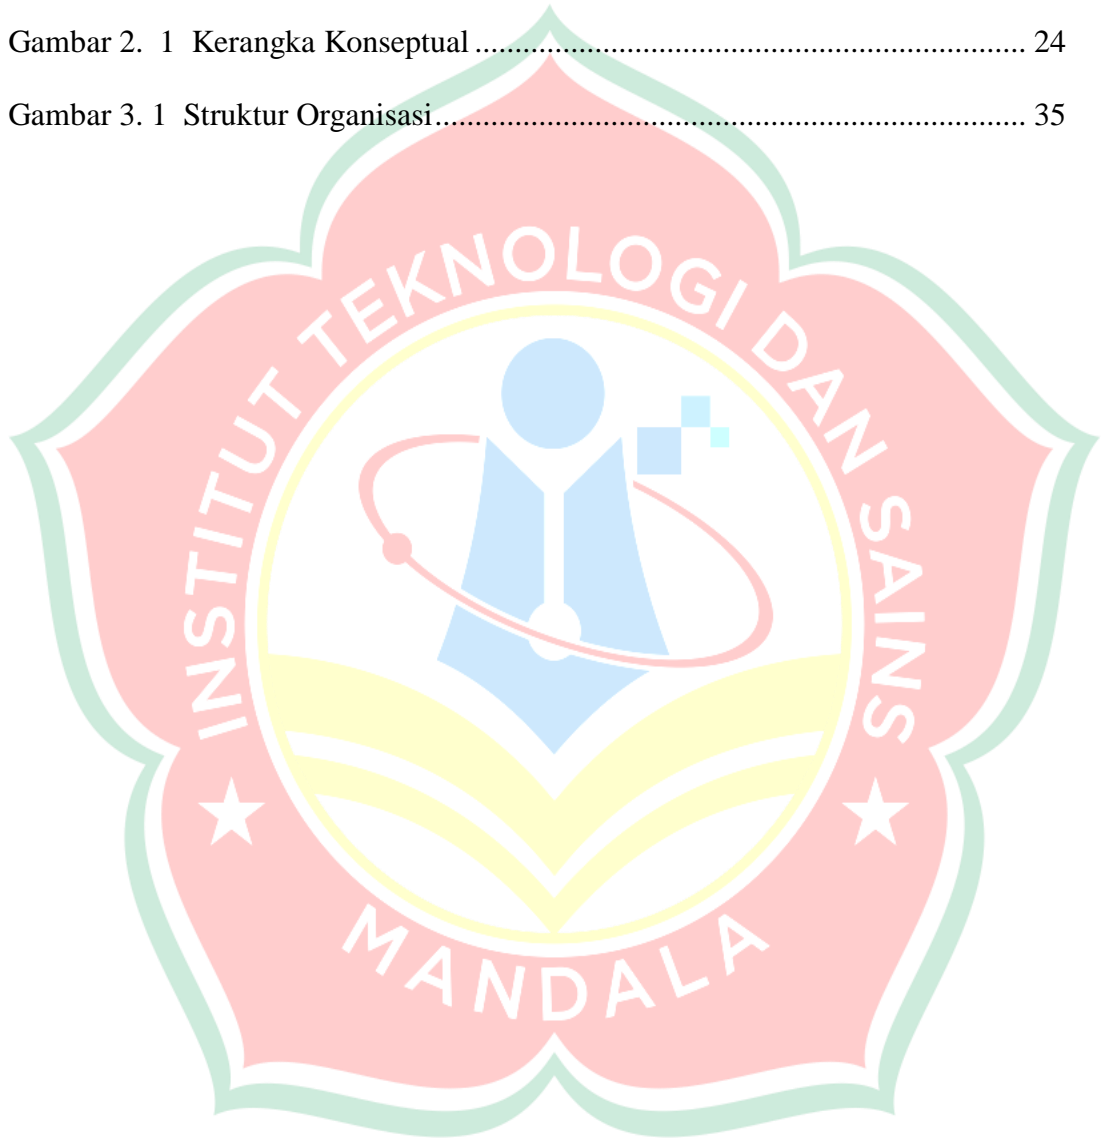 Gambar 2.  1  Kerangka Konseptual ..................................................................... 24
Gambar 3. 1  Struktur Organisasi.......................................................................... 35
INSTITUT TEKNOLOGI DAN SAINS
MANDALA